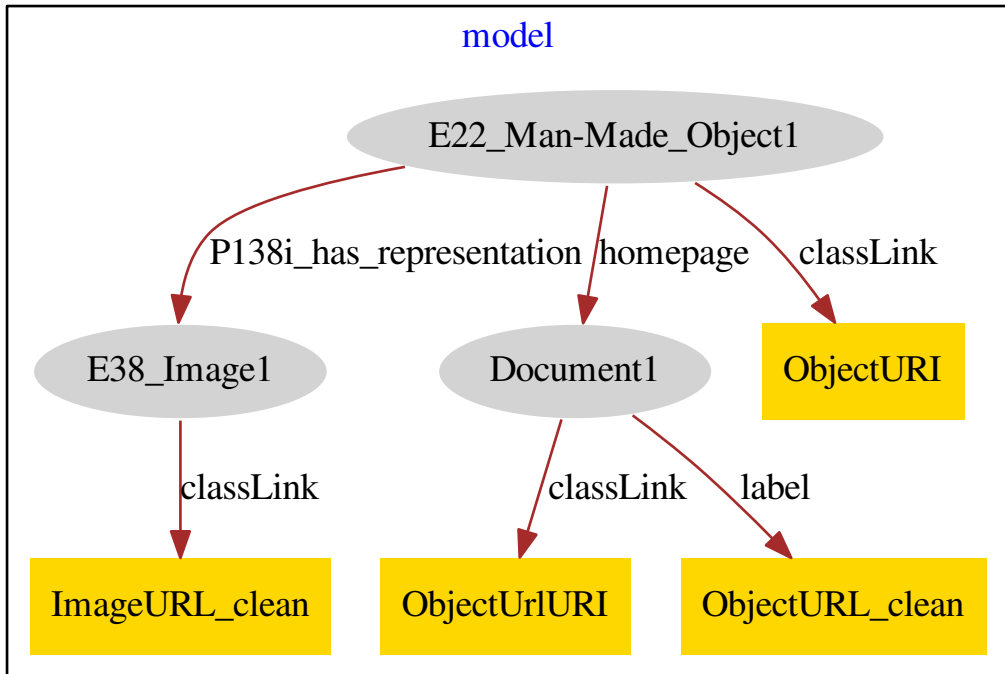 model
E22_Man-Made_Object1
P138i_has_representation
homepage
classLink
E38_Image1
Document1
ObjectURI
classLink
classLink
label
ImageURL_clean
ObjectUrlURI
ObjectURL_clean